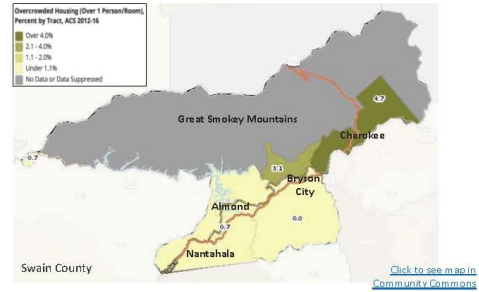 Overcrowded Housing (Over 1 Person/Room),
Percent by Tract, ACS 2012-16
Over 4.0%
2.1 - 4.0%
1.1 - 2.0%
Under 1.1%
No Data or Data Suppressed
4.7
Great Smokey Mountains
Cherokee
0.7
3.1
Bryson
City
Almond
0.0
0.7
Nantahala
Swain County
Click to see map in
Community Commons